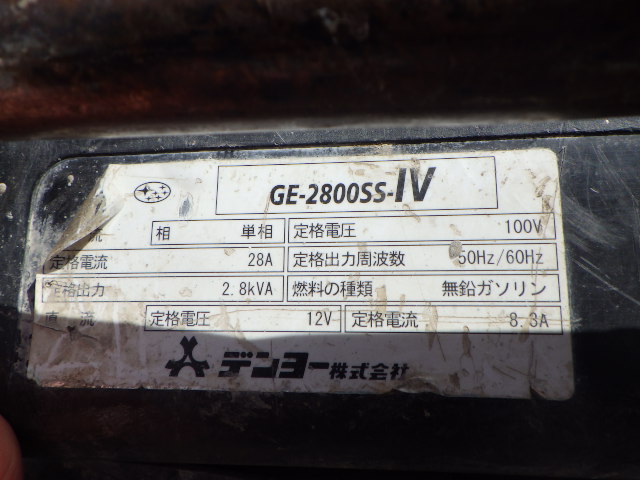 GE-2800SS-IV
流 相 単相 定格電圧 100V
定格電流 28A 定格出力周波数 50Hz/60Hz
定格出力 2.8kVA 燃料の種類 無鉛ガソリン
直 流 定格電圧 12V 定格電流 8.3A
デンヨー株式会社